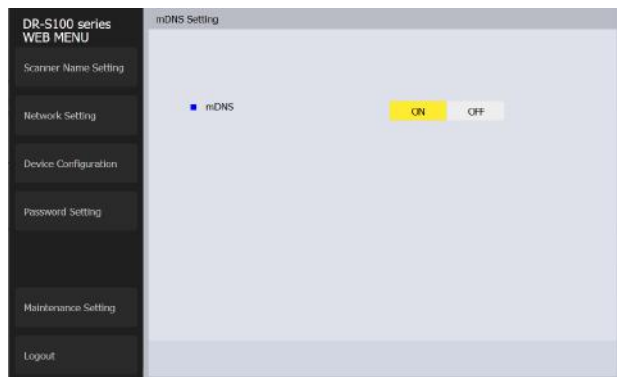 DR-S100 series
WEB MENU
mDNS Setting
Scanner Name Setting
Network Setting
Device Configuration
Password Setting
Maintenance Setting
Logout
mDNS
ON OFF